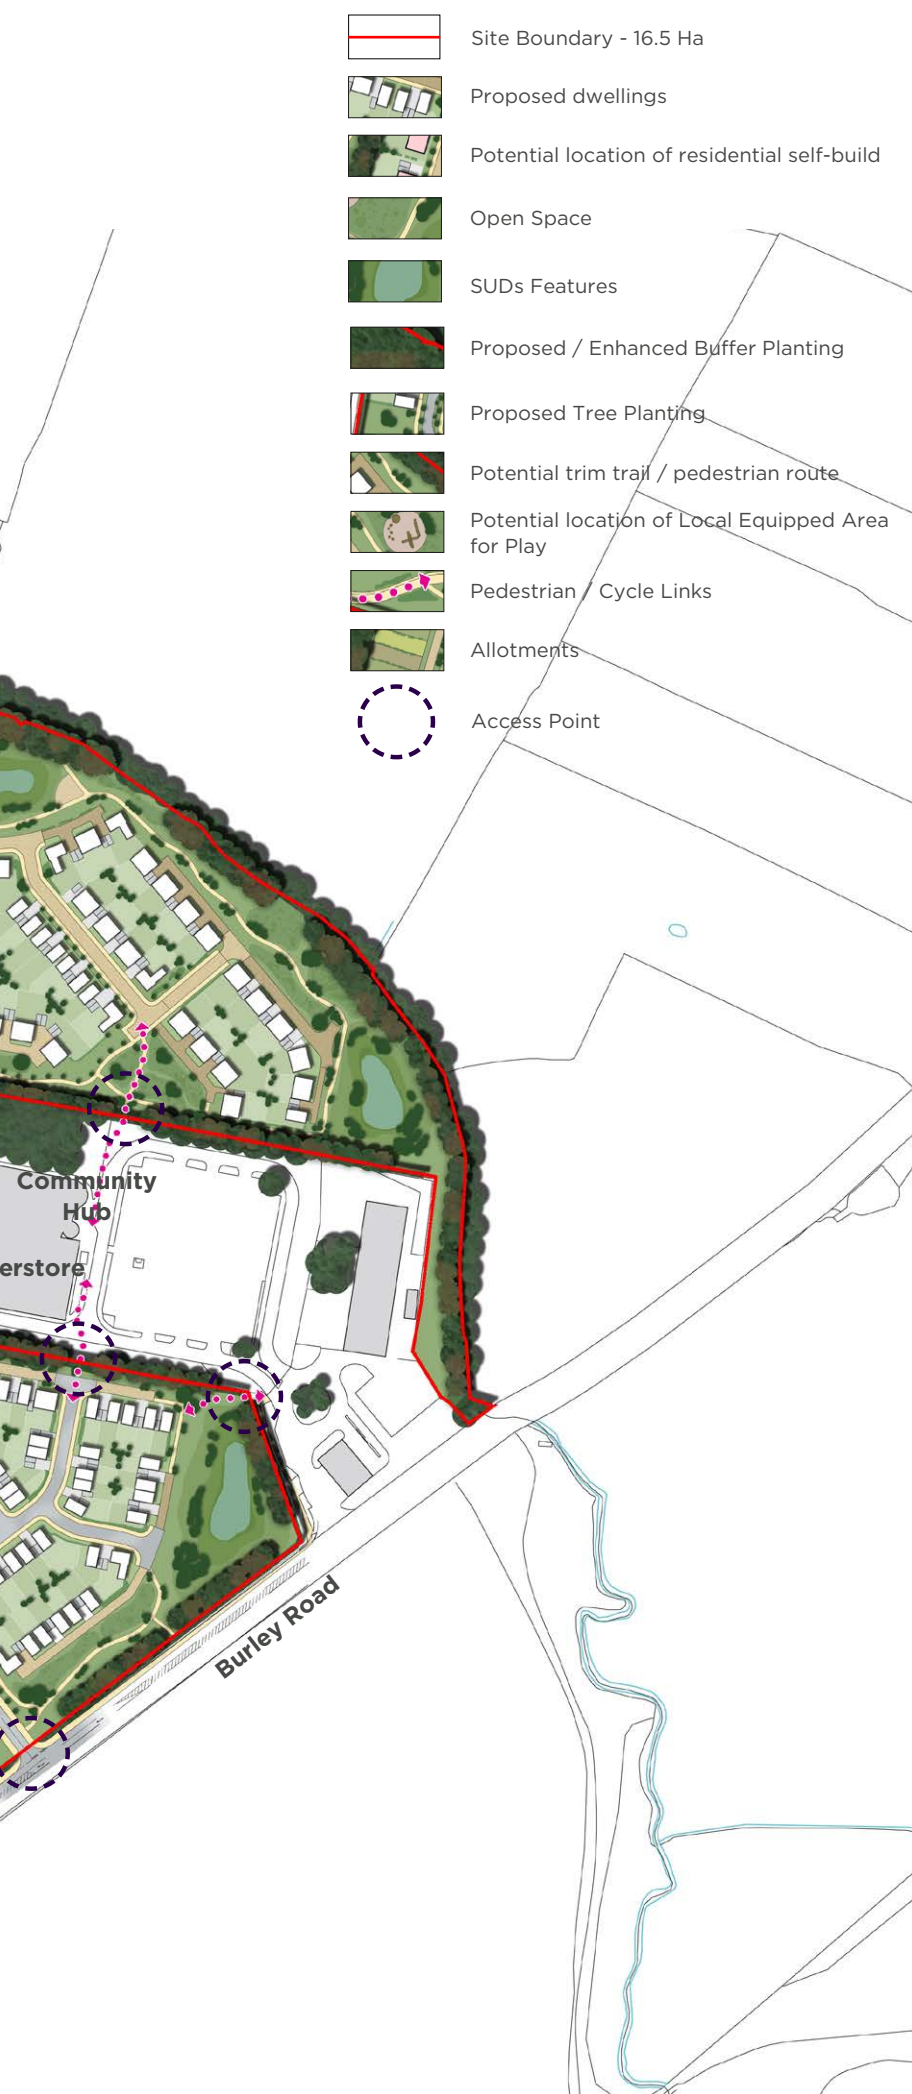 Site Boundary - 16.5 Ha
Proposed dwellings
Potential location of residential self-build
Open Space
SUDs Features
Proposed / Enhanced Buffer Planting
Proposed Tree Planting
Potential trim trail / pedestrian route
Potential location of Local Equipped Area
for Play
Pedestrian / Cycle Links
Allotments
Access Point
Community
Hub
erstore
Burley Road